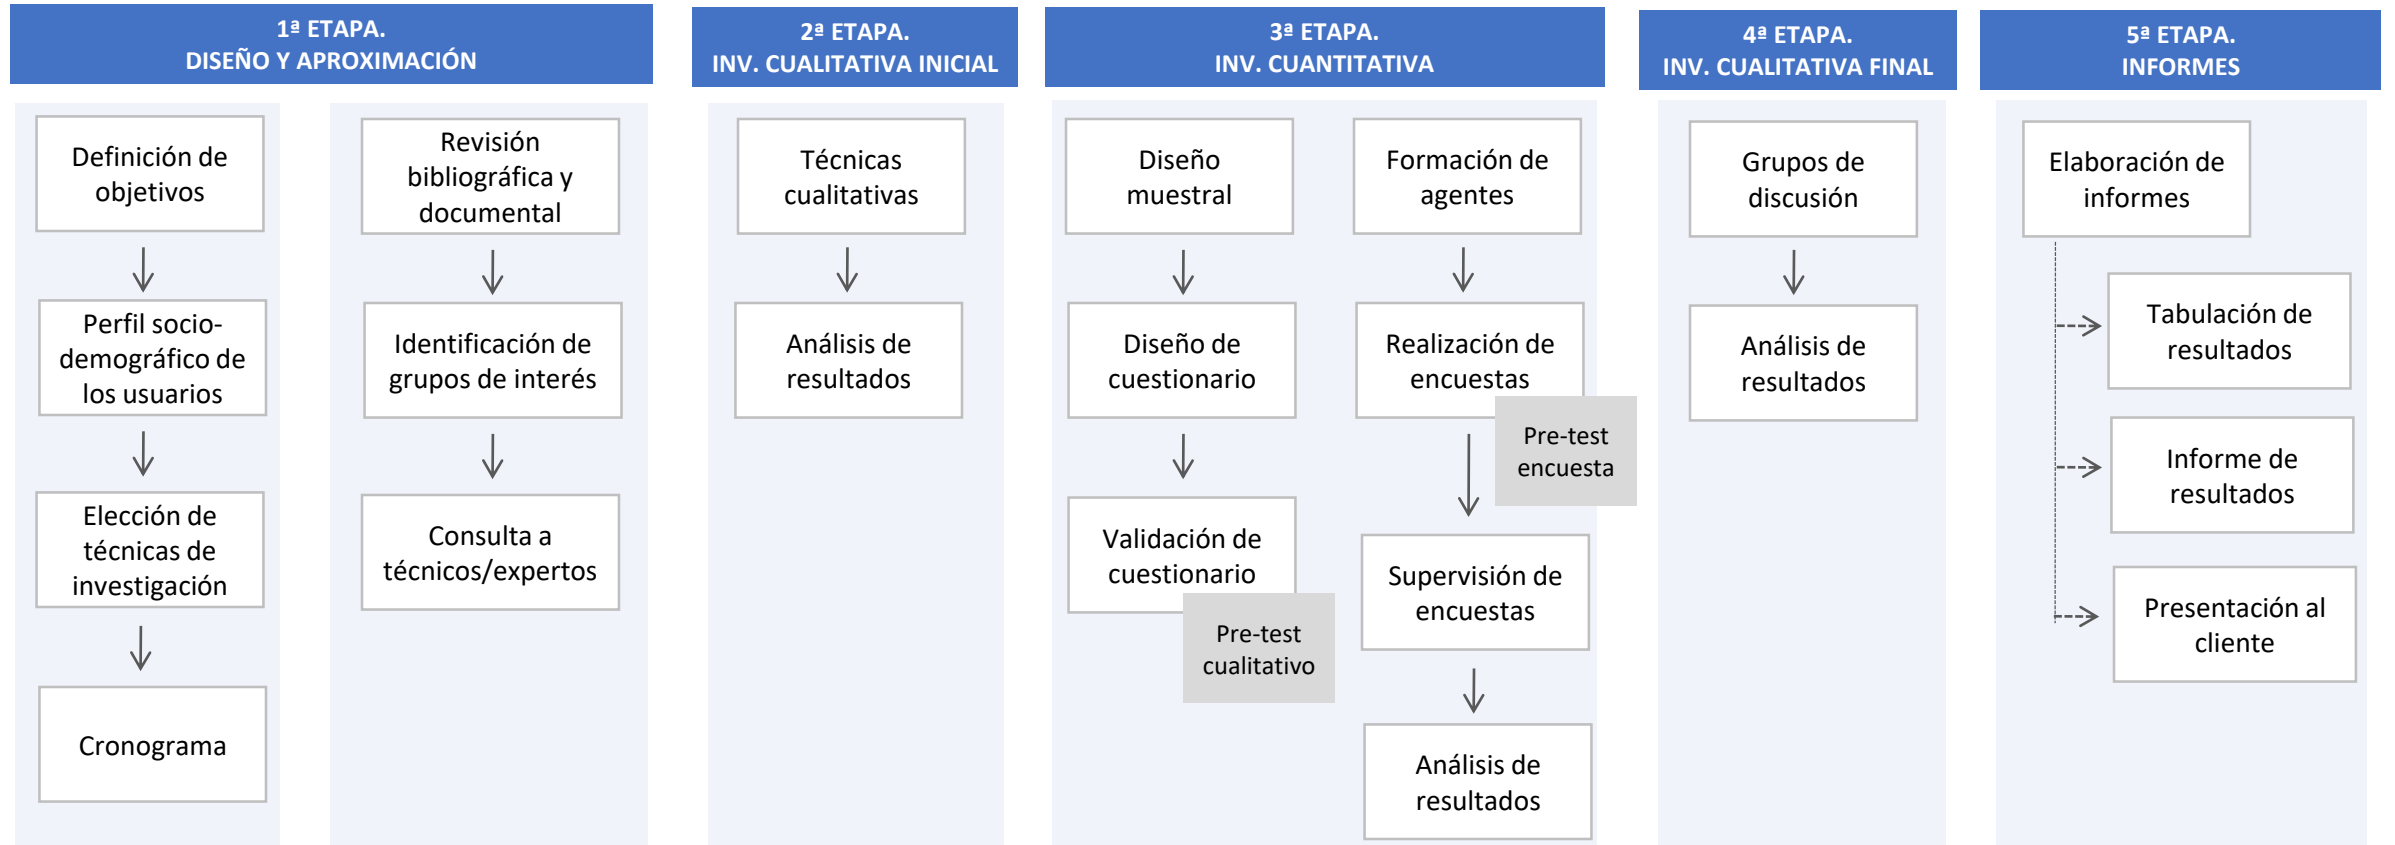 1ª ETAPA.
DISEÑO Y APROXIMACIÓN
Definición de
objetivos
Perfil socio-
demográfico de
los usuarios
Elección de
técnicas de
investigación
Cronograma
Revisión
bibliográfica y
documental
Identificación de
grupos de interés
Consulta a
técnicos/expertos
2ª ETAPA.
INV. CUALITATIVA INICIAL
Técnicas
cualitativas
Análisis de
resultados
3ª ETAPA.
INV. CUANTITATIVA
Diseño
muestral
Diseño de
cuestionario
Validación de
cuestionario
Pre-test
cualitativo
Formación de
agentes
Realización de
encuestas
Pre-test
encuesta
Supervisión de
encuestas
Análisis de
resultados
4ª ETAPA.
INV. CUALITATIVA FINAL
Grupos de
discusión
Análisis de
resultados
5ª ETAPA.
INFORMES
Elaboración de
informes
Tabulación de
resultados
Informe de
resultados
Presentación al
cliente